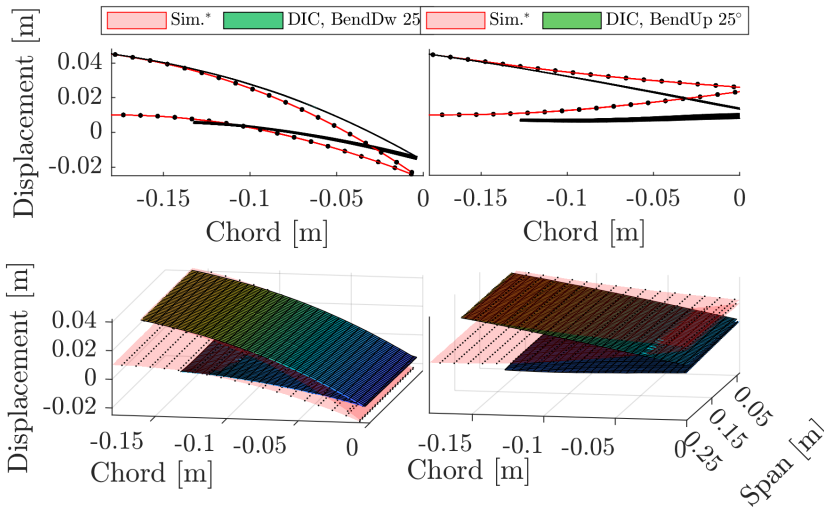 Sim.* DIC, BendDw 25
Sim.* DIC, BendUp 25°
Displacement [m]
0.04
0.02
0
-0.02
-0.15 -0.1 -0.05 0
Chord [m]
-0.15 -0.1 -0.05 0
Chord [m]
Displacement [m]
0.04
0.02
0
-0.02
-0.15 -0.1 -0.05 0
Chord [m]
-0.15 -0.1 -0.05 0
Chord [m]
0.05
0.15
0.25
Span [m]